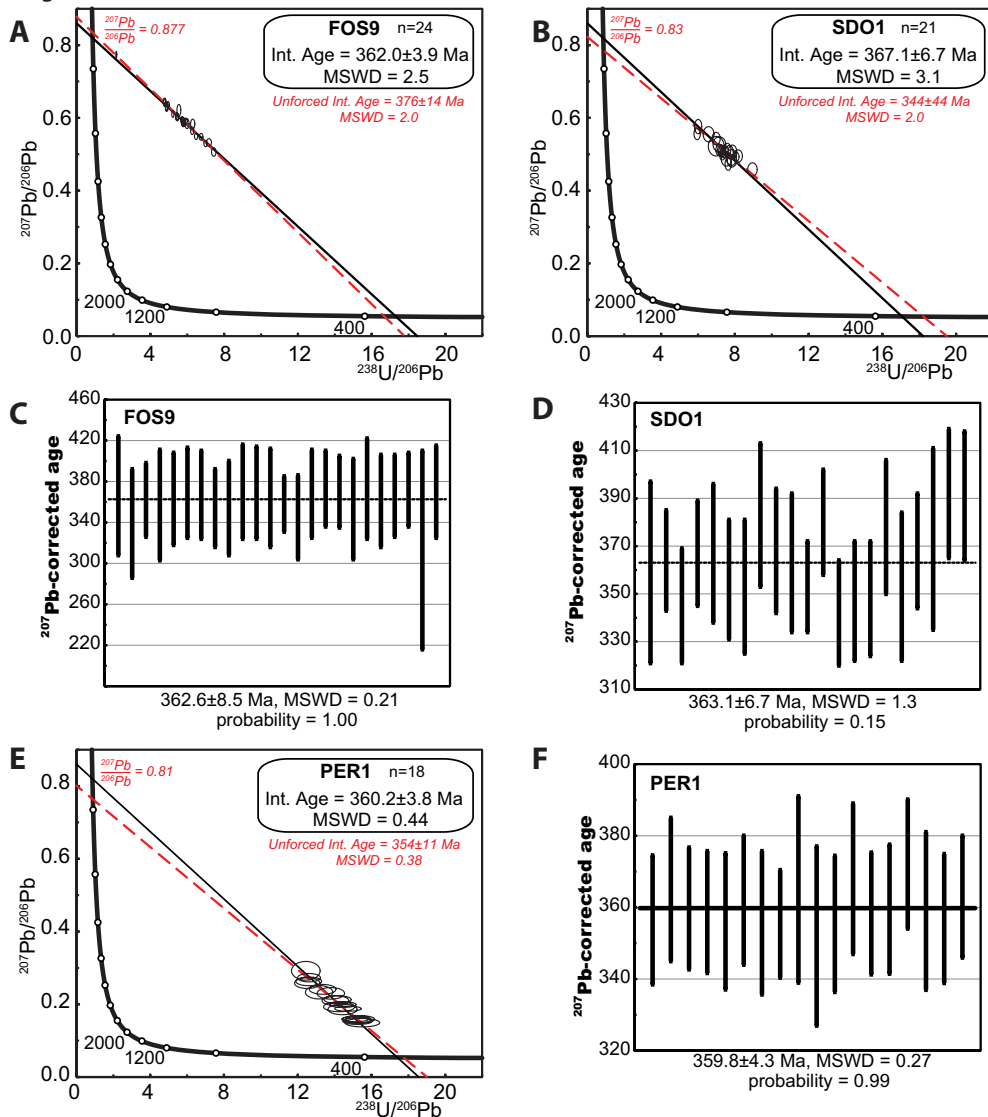 A
²⁰⁷Pb
²⁰⁶Pb
= 0.877
FOS9 n=24
Int. Age = 362.0±3.9 Ma
MSWD = 2.5
Unforced Int. Age = 376±14 Ma
MSWD = 2.0
0.8
0.6
0.4
0.2
0.0
²⁰⁷Pb/²⁰⁶Pb
2000
1200
400
0 4 8 12 16 20
²³⁸U/²⁰⁶Pb
B
²⁰⁷Pb
²⁰⁶Pb
= 0.83
SDO1 n=21
Int. Age = 367.1±6.7 Ma
MSWD = 3.1
Unforced Int. Age = 344±44 Ma
MSWD = 2.0
0.8
0.6
0.4
0.2
0.0
²⁰⁷Pb/²⁰⁶Pb
2000
1200
400
0 4 8 12 16 20
²³⁸U/²⁰⁶Pb
C
FOS9
460
420
380
340
300
260
220
²⁰⁷Pb-corrected age
362.6±8.5 Ma, MSWD = 0.21
probability = 1.00
D
SDO1
430
410
390
370
350
330
310
²⁰⁷Pb-corrected age
363.1±6.7 Ma, MSWD = 1.3
probability = 0.15
E
²⁰⁷Pb
²⁰⁶Pb
= 0.81
PER1 n=18
Int. Age = 360.2±3.8 Ma
MSWD = 0.44
Unforced Int. Age = 354±11 Ma
MSWD = 0.38
0.8
0.6
0.4
0.2
0.0
²⁰⁷Pb/²⁰⁶Pb
2000
1200
400
0 4 8 12 16 20
²³⁸U/²⁰⁶Pb
F
PER1
400
380
360
340
320
²⁰⁷Pb-corrected age
359.8±4.3 Ma, MSWD = 0.27
probability = 0.99